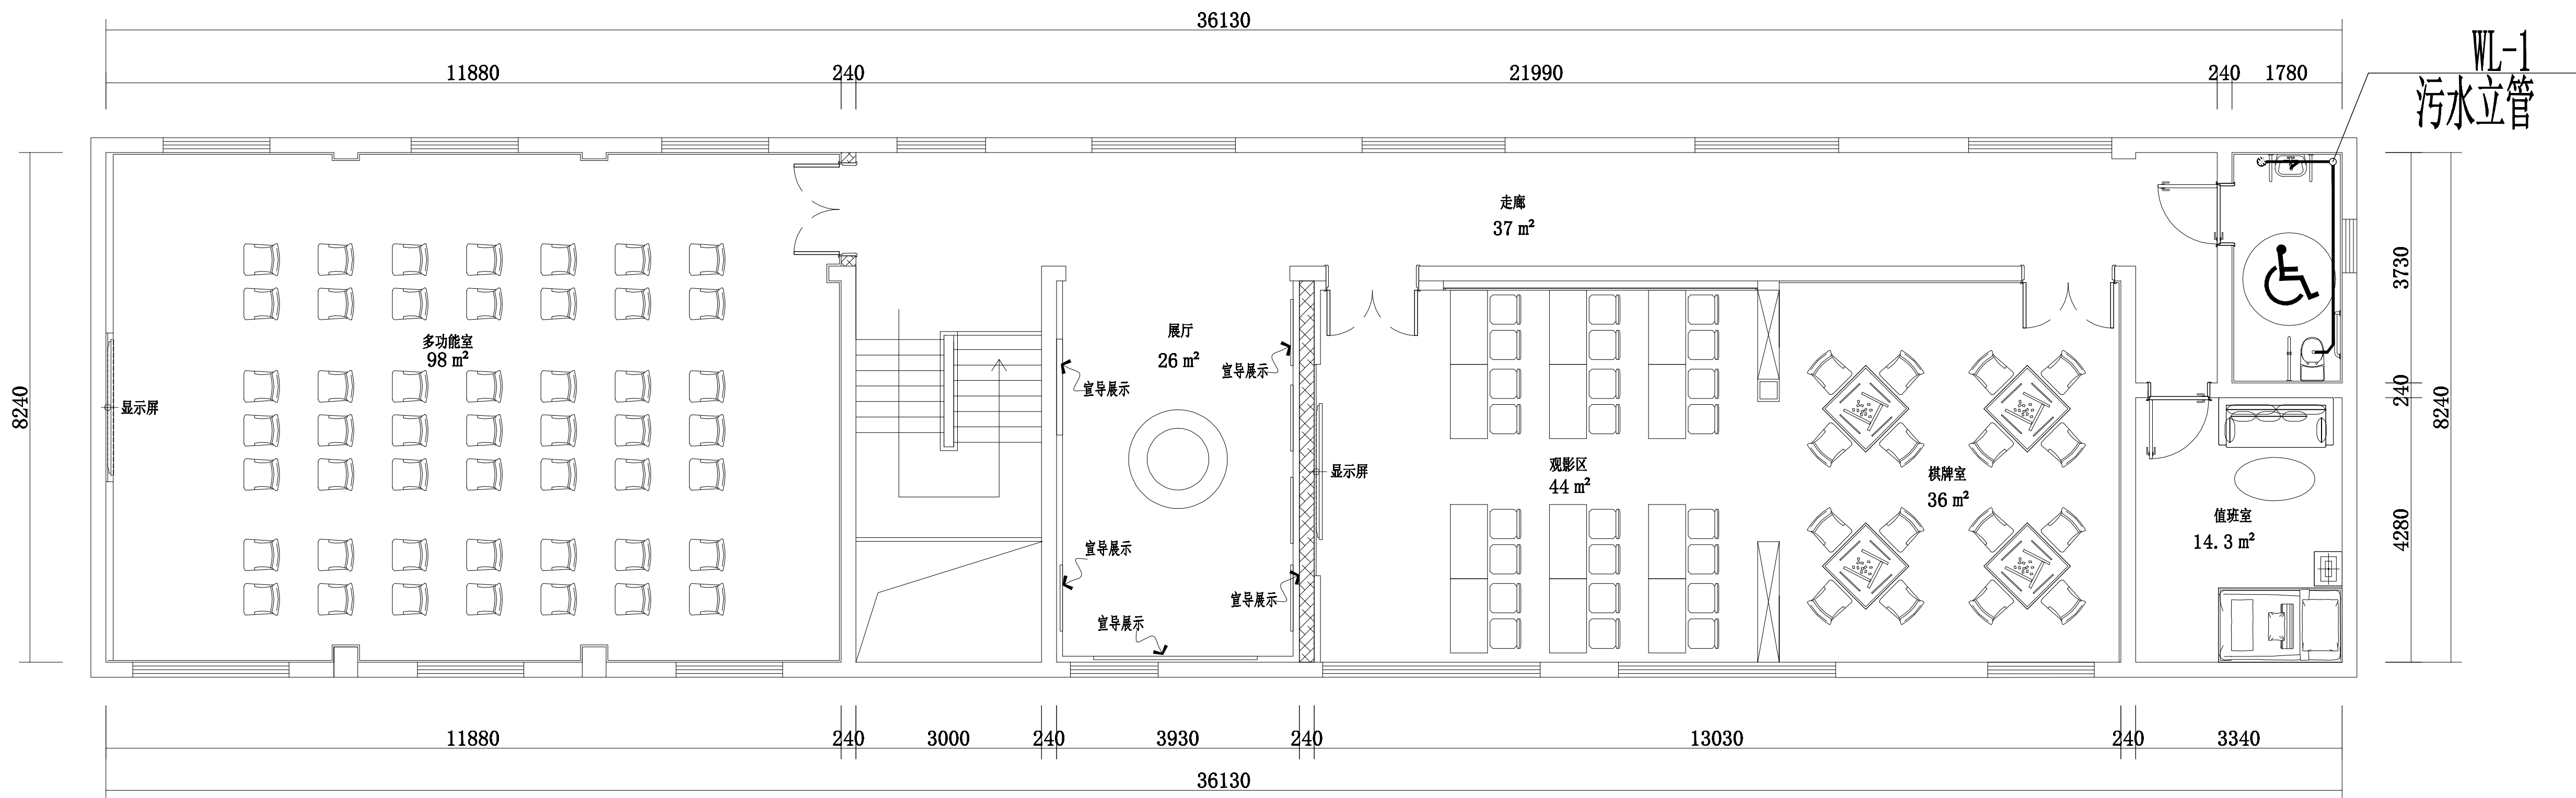 36130
11880
240
21990
240
1780
WL-1
污水立管
走廊
37 m²
多功能室
98 m²
显示屏
展厅
26 m²
宣导展示
宣导展示
宣导展示
宣导展示
宣导展示
显示屏
观影区
44 m²
棋牌室
36 m²
值班室
14.3 m²
8240
3730
240
4280
8240
11880
240
3000
240
3930
240
13030
240
3340
36130